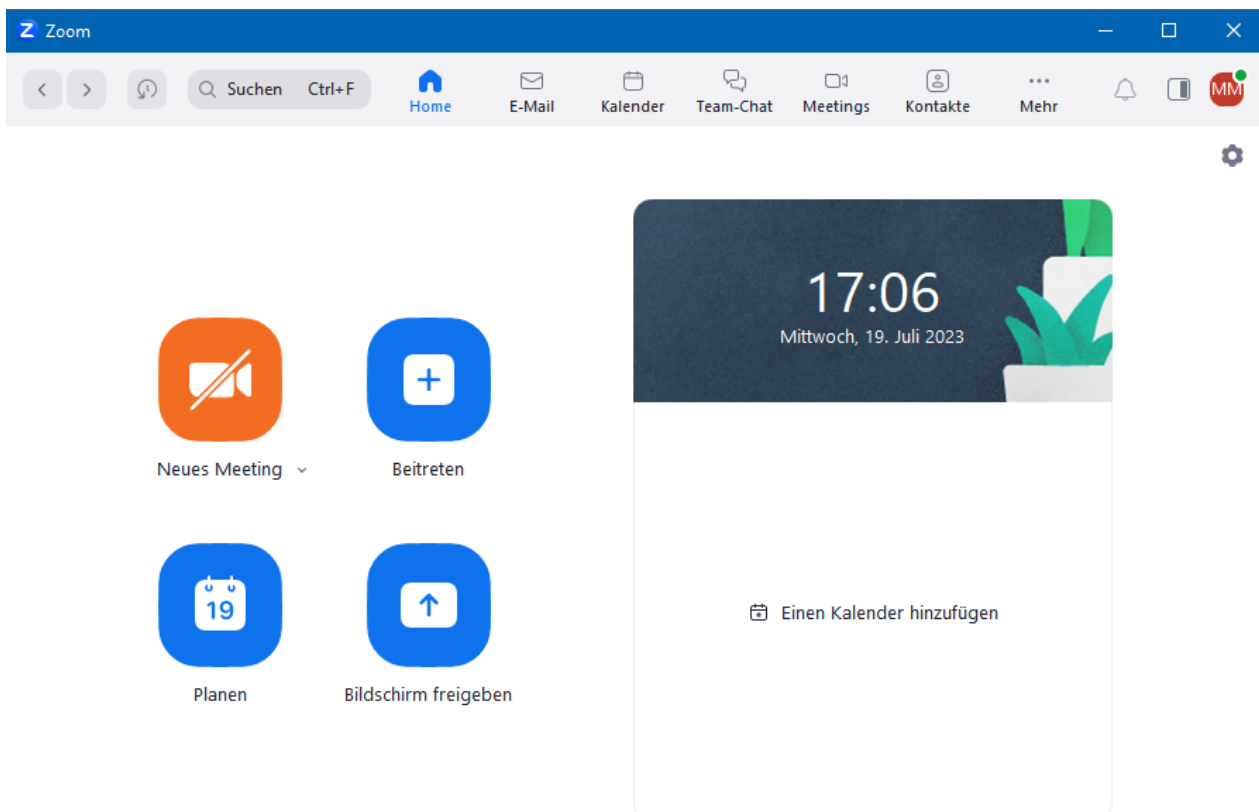 Zoom
Suchen Ctrl+F
Home
E-Mail
Kalender
Team-Chat
Meetings
Kontakte
Mehr
MM
17:06
Mittwoch, 19. Juli 2023
Neues Meeting
Beitreten
19
Planen
Bildschirm freigeben
Einen Kalender hinzufügen